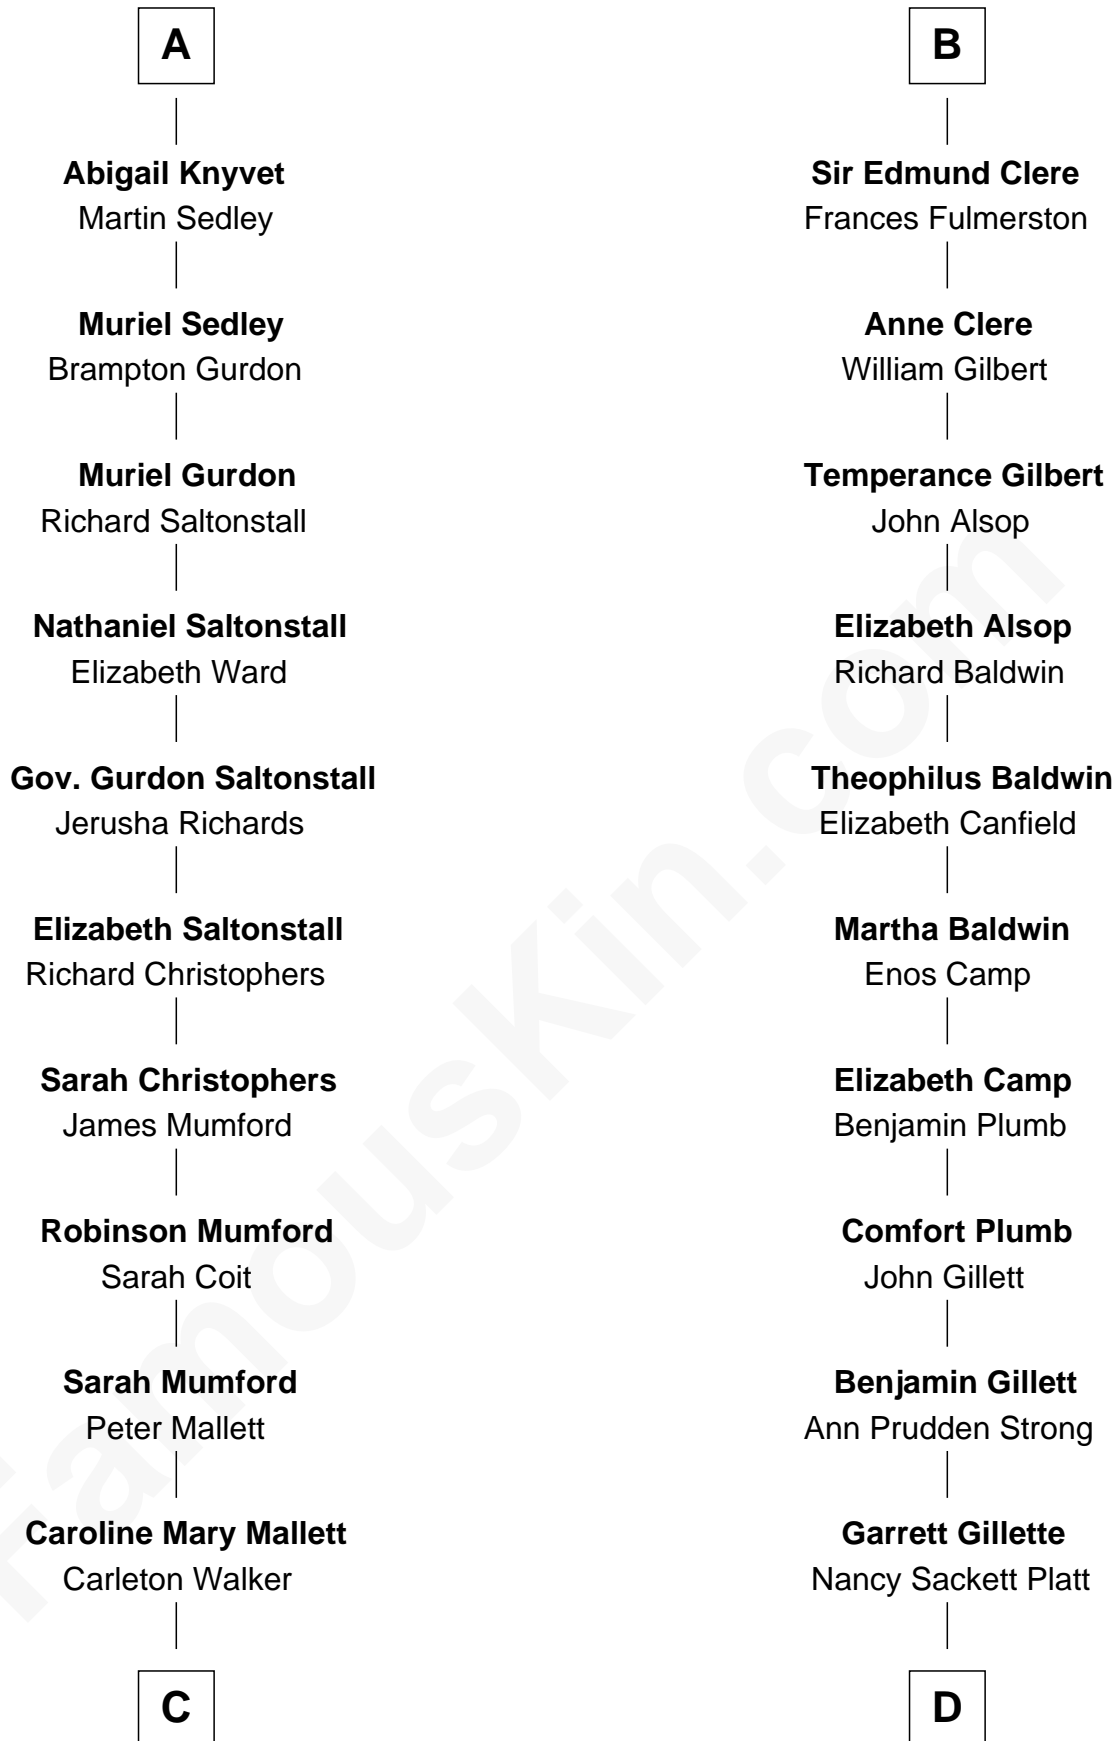 A
Abigail Knyvet
Martin Sedley
Muriel Sedley
Brampton Gurdon
Muriel Gurdon
Richard Saltonstall
Nathaniel Saltonstall
Elizabeth Ward
Gov. Gurdon Saltonstall
Jerusha Richards
Elizabeth Saltonstall
Richard Christophers
Sarah Christophers
James Mumford
Robinson Mumford
Sarah Coit
Sarah Mumford
Peter Mallett
Caroline Mary Mallett
Carleton Walker
C
B
Sir Edmund Clere
Frances Fulmerston
Anne Clere
William Gilbert
Temperance Gilbert
John Alsop
Elizabeth Alsop
Richard Baldwin
Theophilus Baldwin
Elizabeth Canfield
Martha Baldwin
Enos Camp
Elizabeth Camp
Benjamin Plumb
Comfort Plumb
John Gillett
Benjamin Gillett
Ann Prudden Strong
Garrett Gillette
Nancy Sackett Platt
D
FamousKin.com